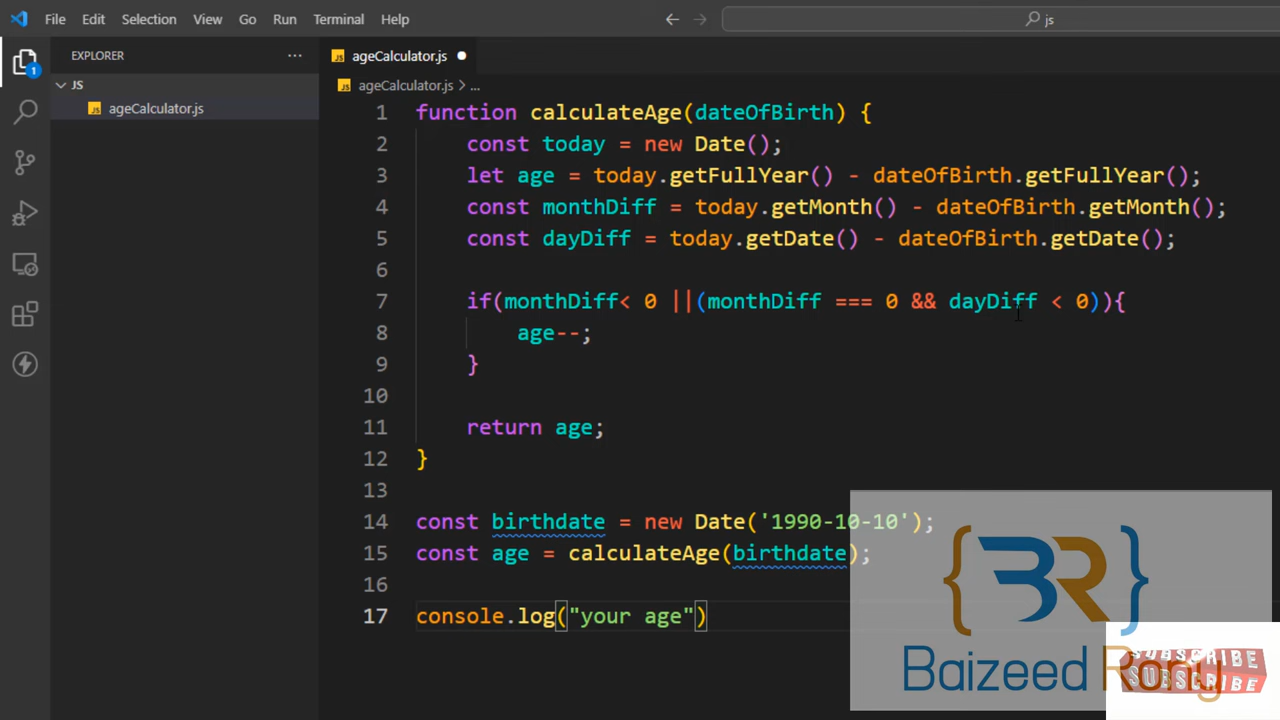 File Edit Selection View Go Run Terminal Help
js
EXPLORER
ageCalculator.js
1
JS
ageCalculator.js > ...
ageCalculator.js
1 function calculateAge(dateOfBirth) {
2 const today = new Date();
3 let age = today.getFullYear() - dateOfBirth.getFullYear();
4 const monthDiff = today.getMonth() - dateOfBirth.getMonth();
5 const dayDiff = today.getDate() - dateOfBirth.getDate();
6
7 if(monthDiff< 0 ||(monthDiff === 0 && dayDiff < 0)){
8 age--;
9 }
10
11 return age;
12 }
13
14 const birthdate = new Date('1990-10-10');
15 const age = calculateAge(birthdate);
16
17 console.log("your age")
{BR}
Baizeed Rony
SUBSCRIBE
SUBSCRIBE